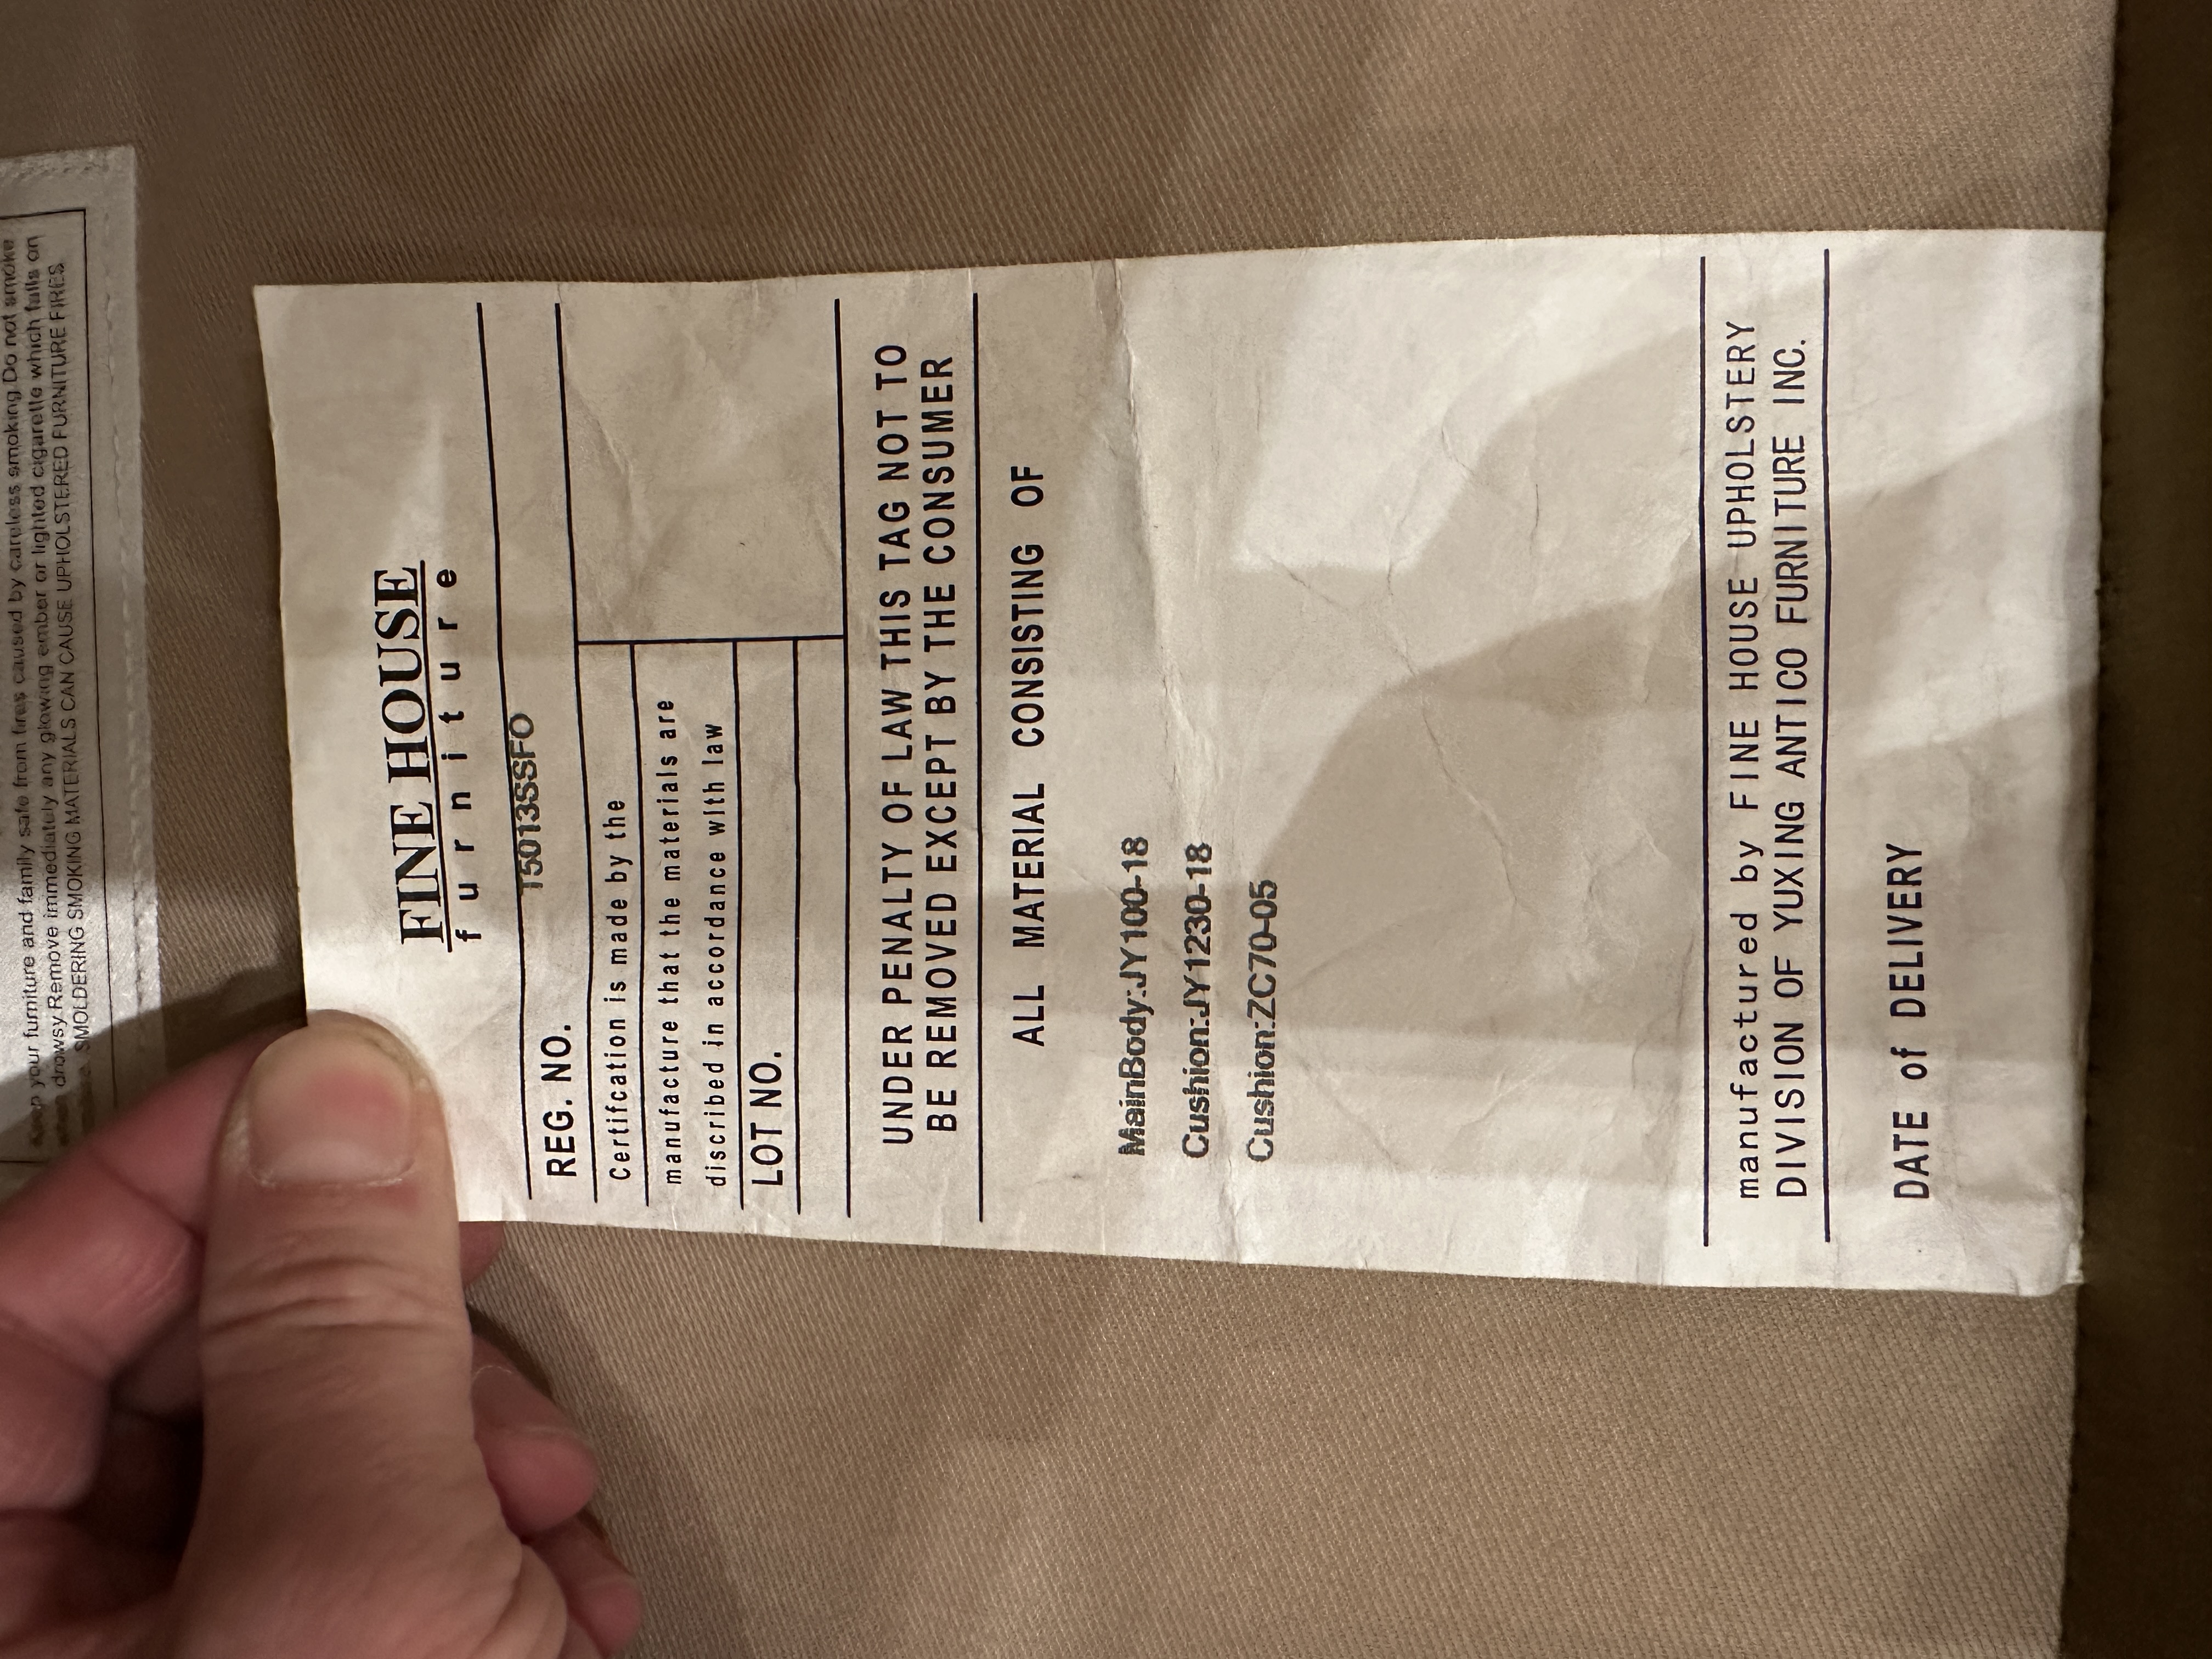 your furniture and family safe from fires caused by careless smoking Do not smoke
drowsy Remove immediately any glowing ember or lighted cigarette which falls on
SMOLDERING SMOKING MATERIALS CAN CAUSE UPHOLSTERED FURNITURE FIRES
FINE HOUSE
furniture
T5013SSFO
REG. NO.
Certifcation is made by the
manufacture that the materials are
discribed in accordance with law
LOT NO.
UNDER PENALTY OF LAW THIS TAG NOT TO
BE REMOVED EXCEPT BY THE CONSUMER
ALL MATERIAL CONSISTING OF
MainBody:JY100-18
Cushion:JY1230-18
Cushion:ZC70-05
manufactured by FINE HOUSE UPHOLSTERY
DIVISION OF YUXING ANTICO FURNITURE INC.
DATE of DELIVERY